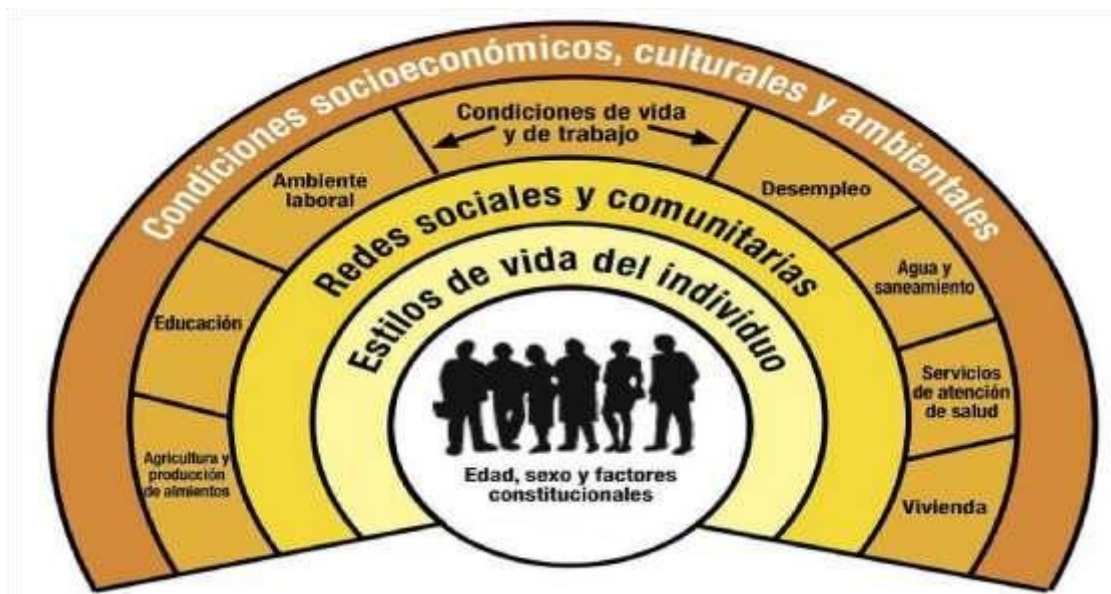 Condiciones socioeconómicos, culturales y ambientales
Condiciones de vida
y de trabajo
Ambiente
laboral
Desempleo
Redes sociales y comunitarias
Agua y
saneamiento
Educación
Estilos de vida del individuo
Servicios
de atención
de salud
Agricultura y
producción
de almientos
Vivienda
Edad, sexo y factores
constitucionales